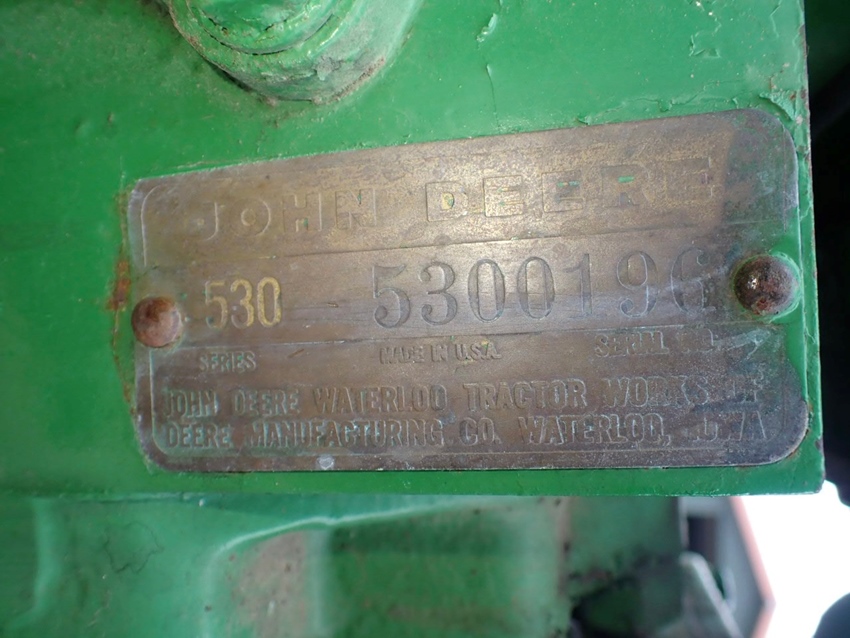 JOHN DEERE
530 5300196
SERIES MADE IN U.S.A. SERIAL NO.
JOHN DEERE WATERLOO TRACTOR WORKS OF
DEERE MANUFACTURING CO. WATERLOO, IOWA